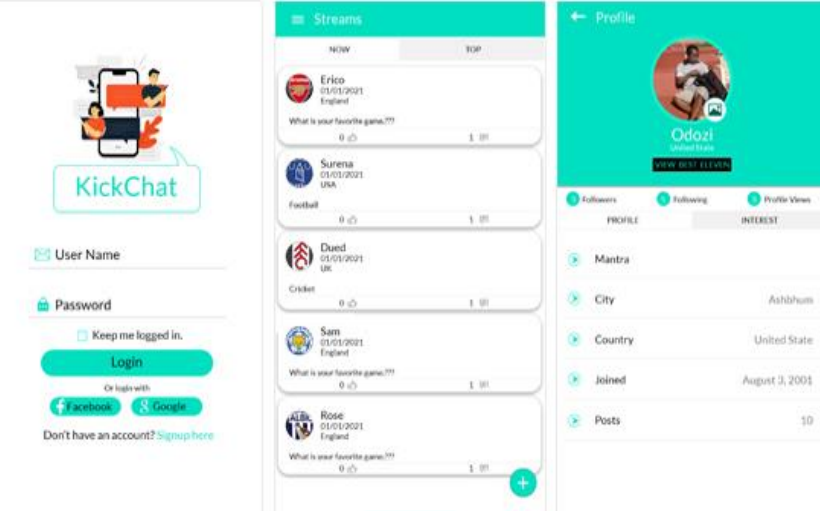 KickChat
User Name
Password
Keep me logged in.
Login
Or login with
Facebook
Google
Don't have an account? Signup here
Streams
NOW
TOP
Erico
01/01/2021
England
What is your favorite game.???
0
1
Surena
01/01/2021
USA
Football
0
1
Dued
01/01/2021
UK
Cricket
0
1
Sam
01/01/2021
England
What is your favorite game.???
0
1
Rose
01/01/2021
England
What is your favorite game.???
0
1
+
Profile
Odozi
United State
VIEW BEST ELEVEN
Followers
Following
Profile Views
PROFILE
INTEREST
Mantra
City
Ashbhum
Country
United State
Joined
August 3, 2001
Posts
10